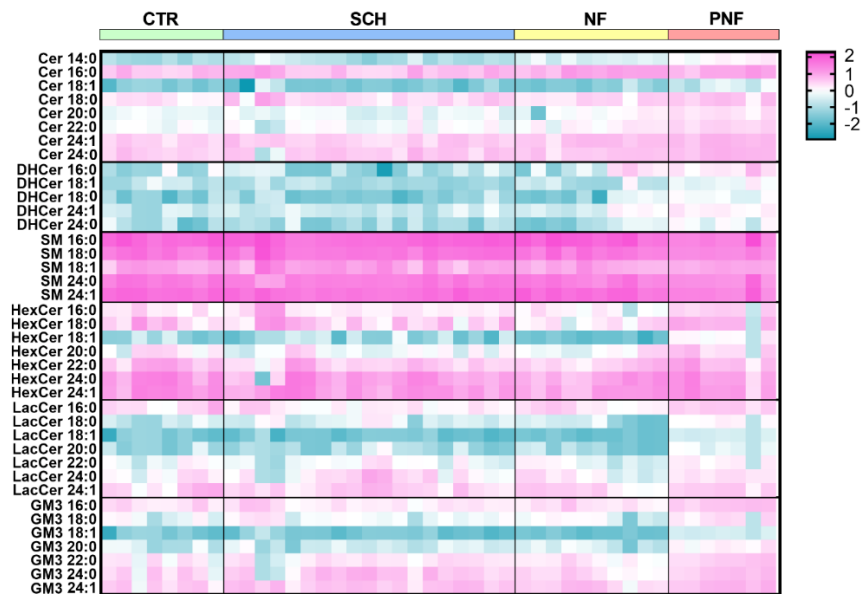 CTR SCH NF PNF
Cer 14:0
Cer 16:0
Cer 18:1
Cer 18:0
Cer 20:0
Cer 22:0
Cer 24:1
Cer 24:0
DHCer 16:0
DHCer 18:1
DHCer 18:0
DHCer 24:1
DHCer 24:0
SM 16:0
SM 18:0
SM 18:1
SM 24:0
SM 24:1
HexCer 16:0
HexCer 18:0
HexCer 18:1
HexCer 20:0
HexCer 22:0
HexCer 24:0
HexCer 24:1
LacCer 16:0
LacCer 18:0
LacCer 18:1
LacCer 20:0
LacCer 22:0
LacCer 24:0
LacCer 24:1
GM3 16:0
GM3 18:0
GM3 18:1
GM3 20:0
GM3 22:0
GM3 24:0
GM3 24:1
2
1
0
-1
-2